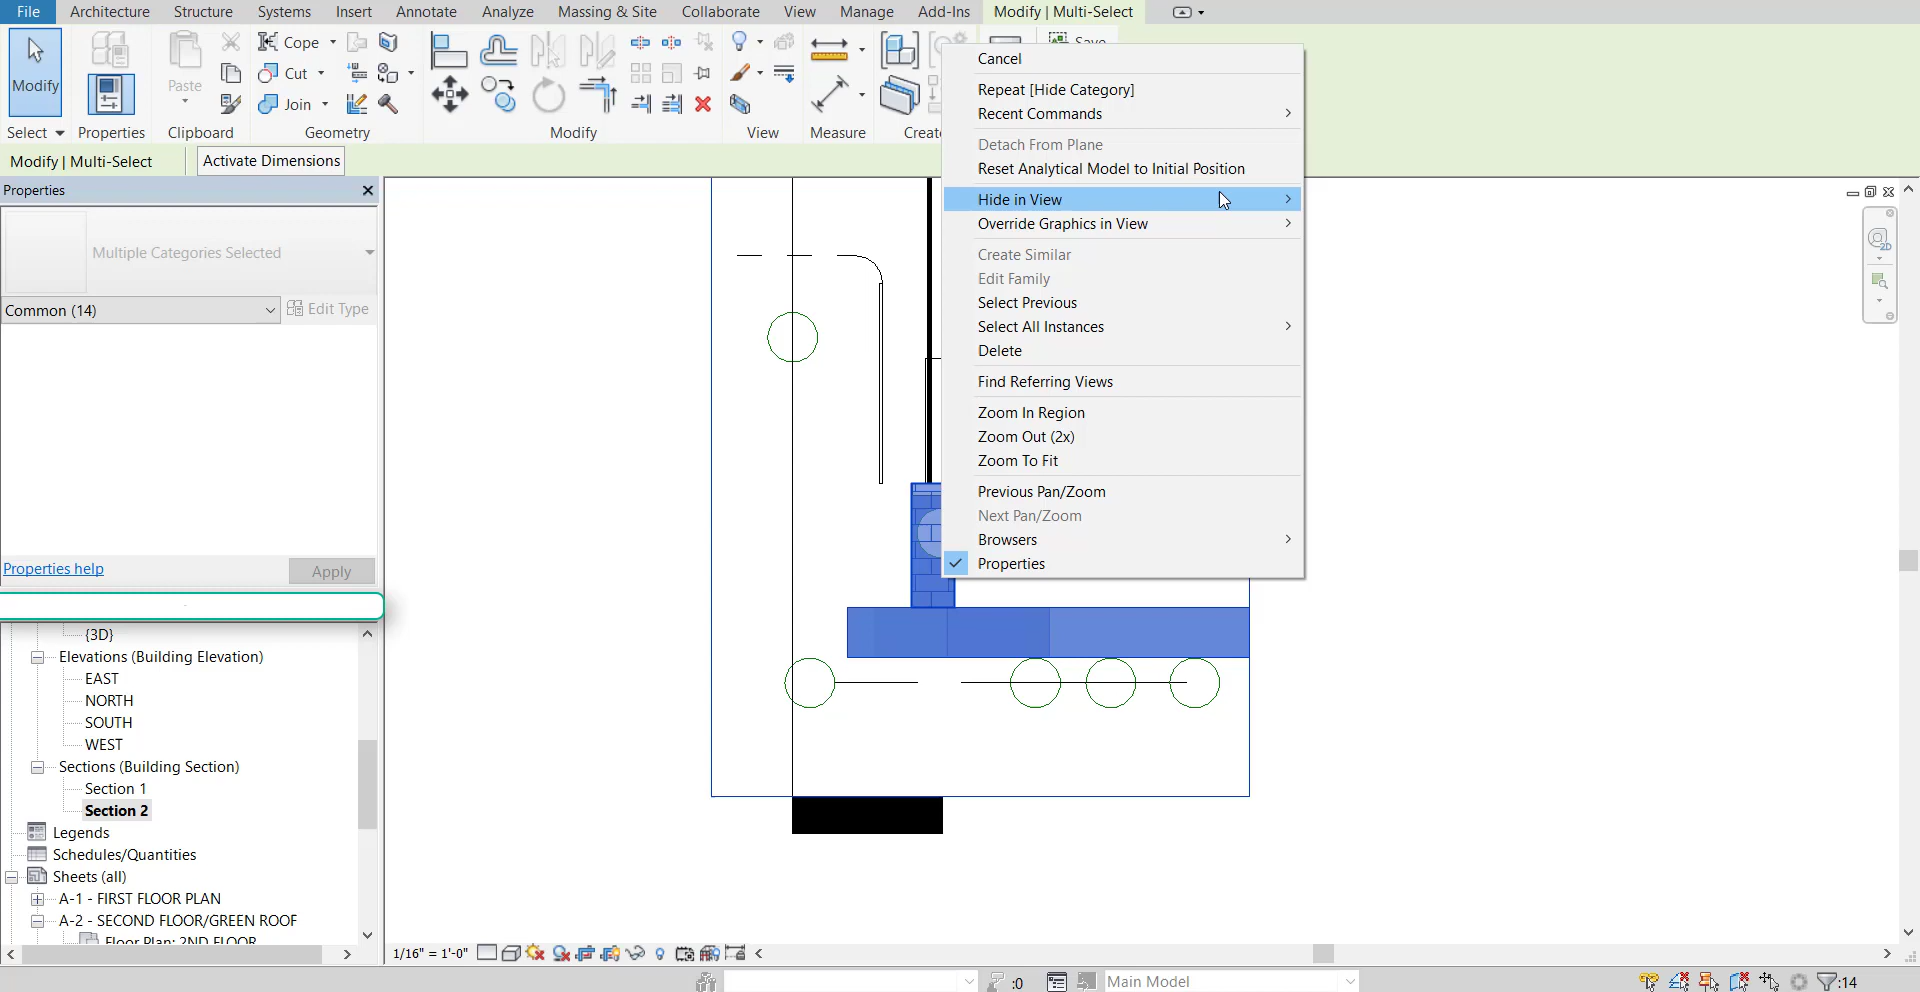 File Architecture Structure Systems Insert Annotate Analyze Massing & Site Collaborate View Manage Add-Ins Modify | Multi-Select
Modify
Paste
Cope
Cut
Join
Select Properties Clipboard Geometry Modify View Measure
Modify | Multi-Select Activate Dimensions
Properties
Multiple Categories Selected
Common (14) Edit Type
Properties help Apply
{3D}
Elevations (Building Elevation)
EAST
NORTH
SOUTH
WEST
Sections (Building Section)
Section 1
Section 2
Legends
Schedules/Quantities
Sheets (all)
A-1 - FIRST FLOOR PLAN
A-2 - SECOND FLOOR/GREEN ROOF
Floor Plan: 2ND FLOOR
Cancel
Repeat [Hide Category]
Recent Commands
Detach From Plane
Reset Analytical Model to Initial Position
Hide in View
Override Graphics in View
Create Similar
Edit Family
Select Previous
Select All Instances
Delete
Find Referring Views
Zoom In Region
Zoom Out (2x)
Zoom To Fit
Previous Pan/Zoom
Next Pan/Zoom
Browsers
Properties
2D
1/16" = 1'-0"
:0 Main Model :14